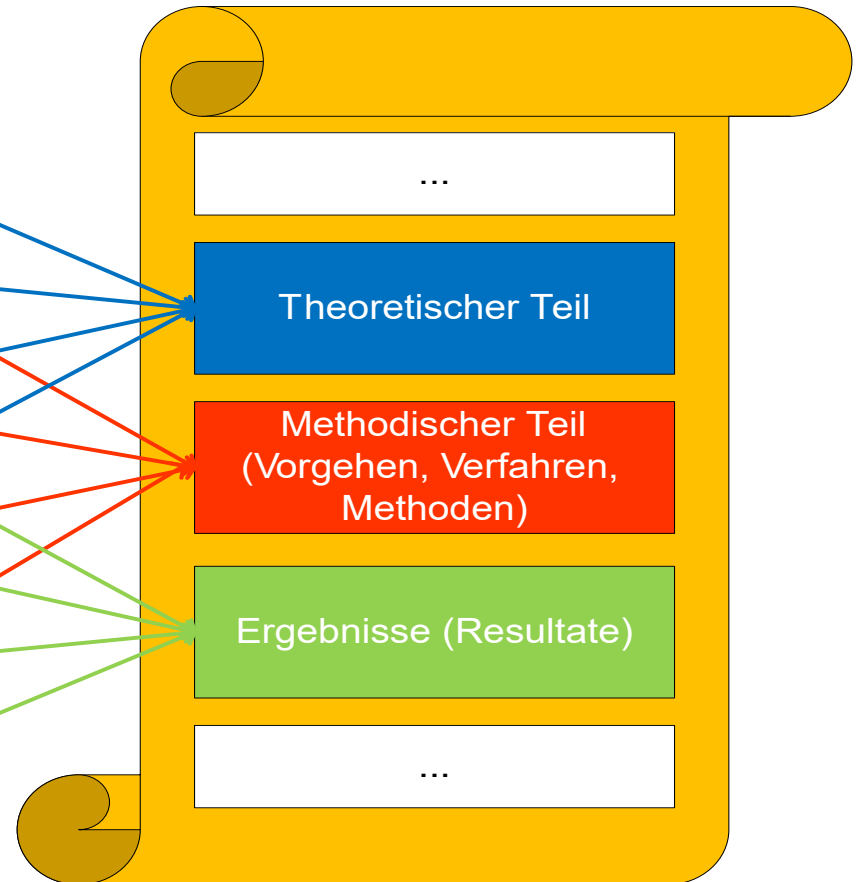 ...
Theoretischer Teil
Methodischer Teil
(Vorgehen, Verfahren,
Methoden)
Ergebnisse (Resultate)
...